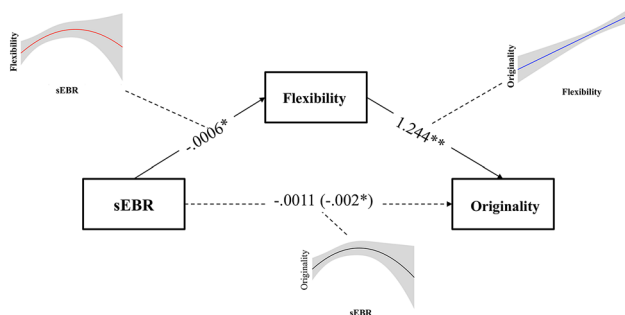 Flexibility
sEBR
Originality
Flexibility
Flexibility
-.0006*
1.244**
sEBR
-.0011 (-.002*)
Originality
Originality
sEBR